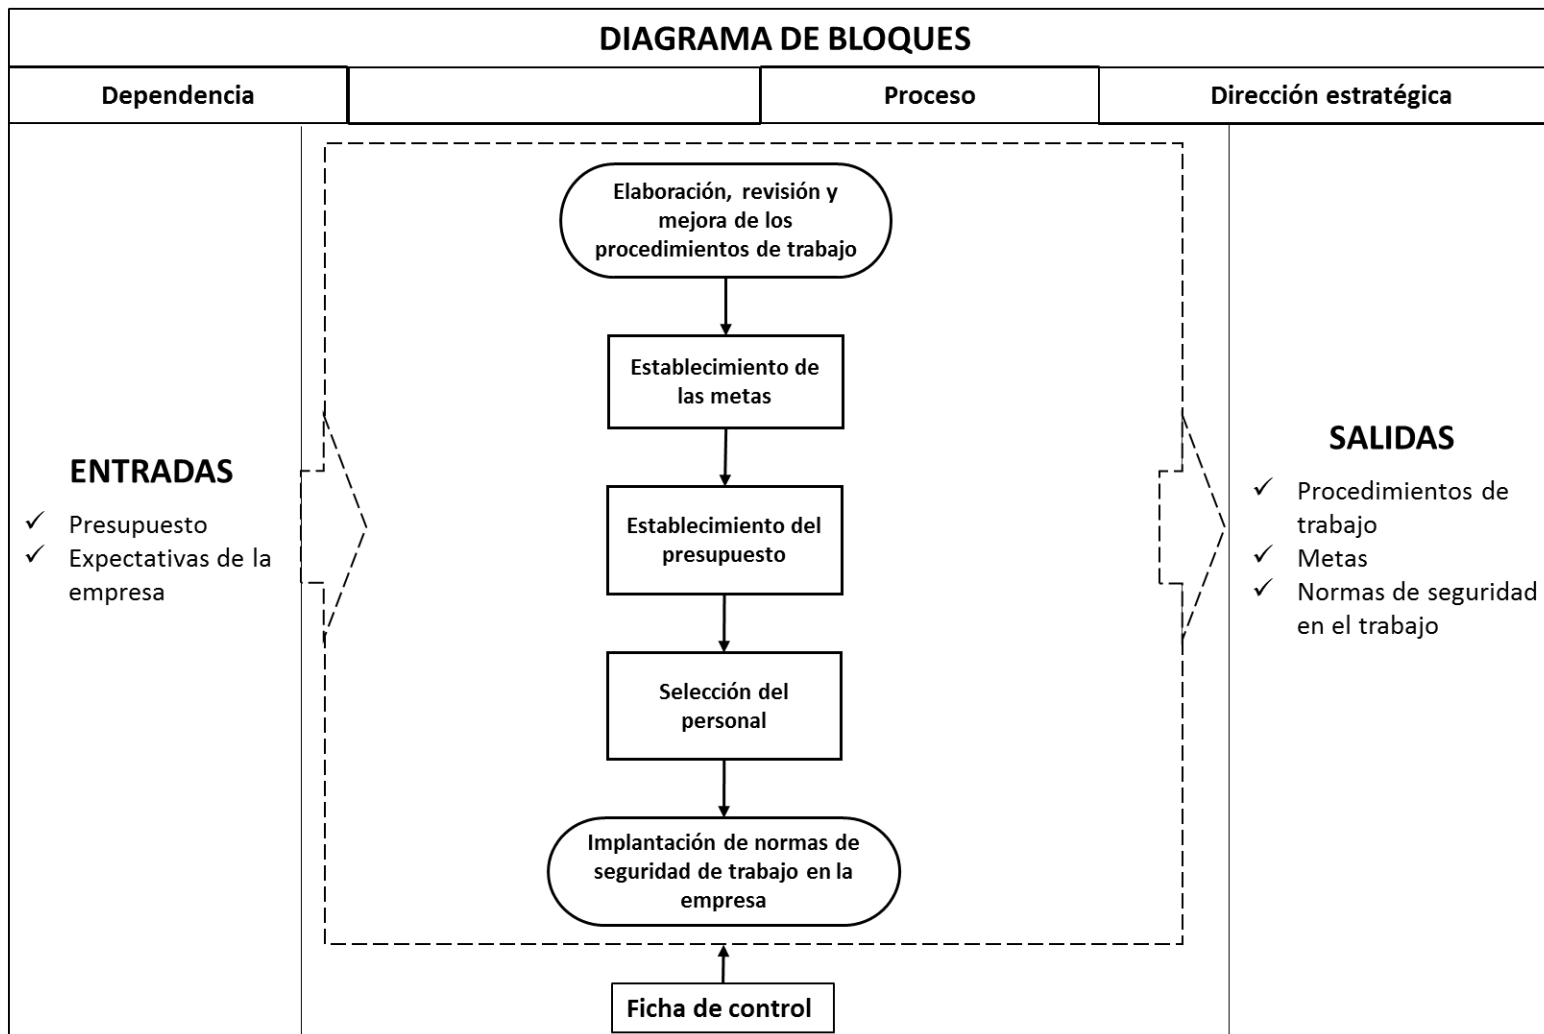 DIAGRAMA DE BLOQUES
Dependencia
Proceso
Dirección estratégica
Elaboración, revisión y
mejora de los
procedimientos de trabajo
Establecimiento de
las metas
Establecimiento del
presupuesto
Selección del
personal
Implantación de normas de
seguridad de trabajo en la
empresa
Ficha de control
ENTRADAS
✓ Presupuesto
✓ Expectativas de la
empresa
SALIDAS
✓ Procedimientos de
trabajo
✓ Metas
✓ Normas de seguridad
en el trabajo